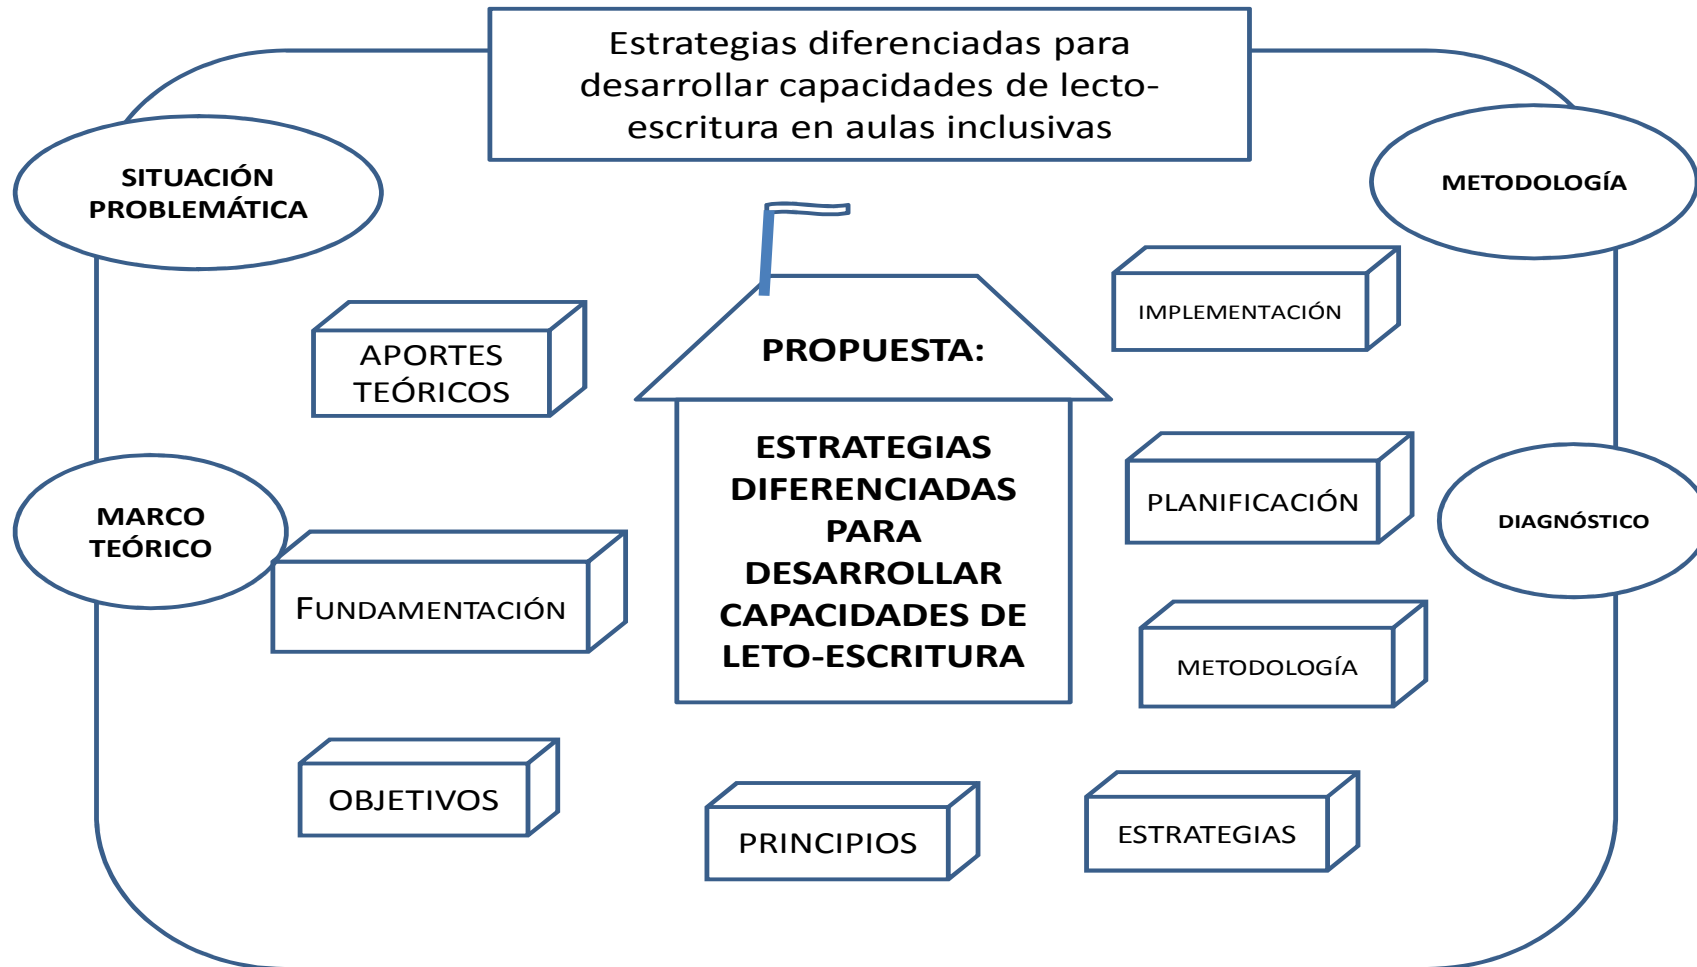 Estrategias diferenciadas para
desarrollar capacidades de lecto-
escritura en aulas inclusivas
SITUACIÓN
PROBLEMÁTICA
METODOLOGÍA
IMPLEMENTACIÓN
APORTES
TEÓRICOS
PROPUESTA:
ESTRATEGIAS
DIFERENCIADAS
PARA
DESARROLLAR
CAPACIDADES DE
LETO-ESCRITURA
PLANIFICACIÓN
MARCO
TEÓRICO
DIAGNÓSTICO
FUNDAMENTACIÓN
METODOLOGÍA
OBJETIVOS
PRINCIPIOS
ESTRATEGIAS